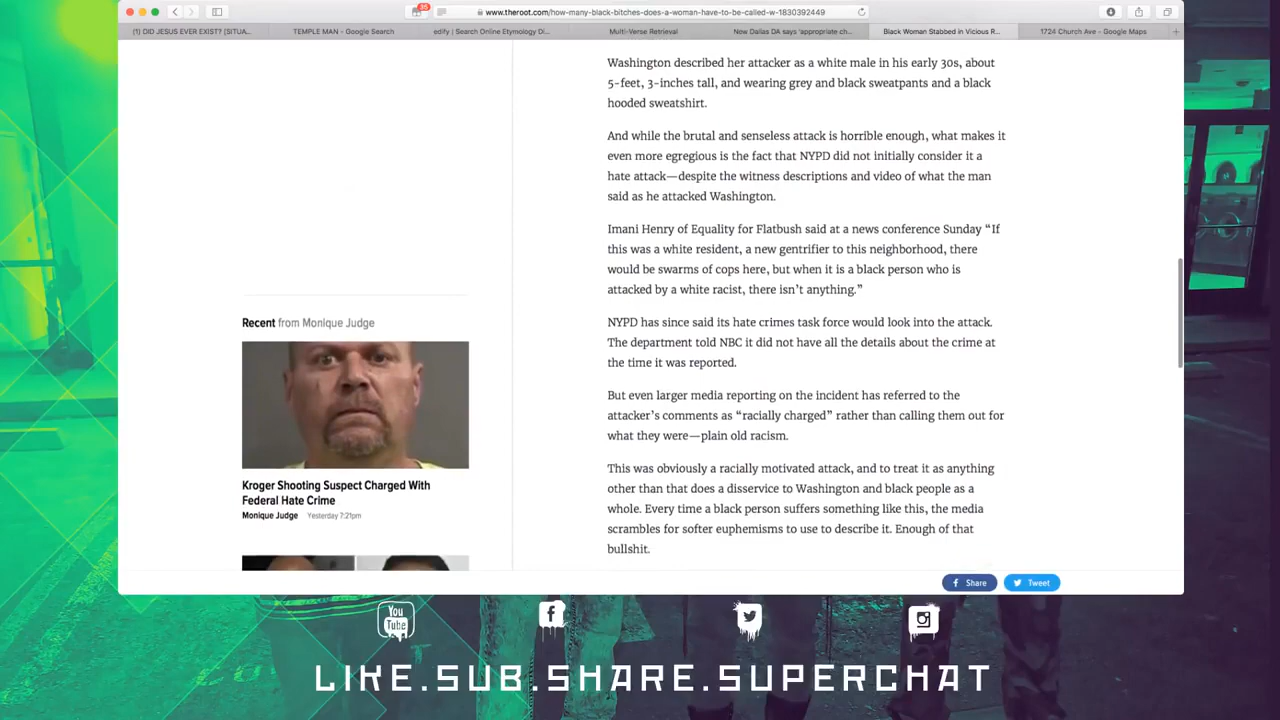 35
www.theroot.com/how-many-black-bitches-does-a-woman-have-to-be-called-w-1830392449
(1) DID JESUS EVER EXIST? [SITUA...
TEMPLE MAN - Google Search
edify | Search Online Etymology Di...
Multi-Verse Retrieval
New Dallas DA says 'appropriate ch...
Black Woman Stabbed in Vicious R...
1724 Church Ave - Google Maps
Washington described her attacker as a white male in his early 30s, about
5-feet, 3-inches tall, and wearing grey and black sweatpants and a black
hooded sweatshirt.
And while the brutal and senseless attack is horrible enough, what makes it
even more egregious is the fact that NYPD did not initially consider it a
hate attack—despite the witness descriptions and video of what the man
said as he attacked Washington.
Imani Henry of Equality for Flatbush said at a news conference Sunday “If
this was a white resident, a new gentrifier to this neighborhood, there
would be swarms of cops here, but when it is a black person who is
attacked by a white racist, there isn’t anything.”
NYPD has since said its hate crimes task force would look into the attack.
The department told NBC it did not have all the details about the crime at
the time it was reported.
But even larger media reporting on the incident has referred to the
attacker’s comments as “racially charged” rather than calling them out for
what they were—plain old racism.
This was obviously a racially motivated attack, and to treat it as anything
other than that does a disservice to Washington and black people as a
whole. Every time a black person suffers something like this, the media
scrambles for softer euphemisms to use to describe it. Enough of that
bullshit.
Recent from Monique Judge
Kroger Shooting Suspect Charged With
Federal Hate Crime
Monique Judge Yesterday 7:21pm
Share
Tweet
You
Tube
LIKE.SUB.SHARE.SUPERCHAT